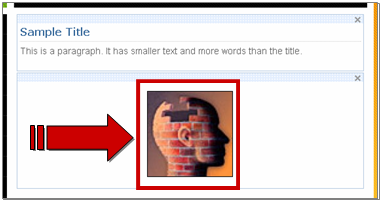 Sample Title
This is a paragraph. It has smaller text and more words than the title.